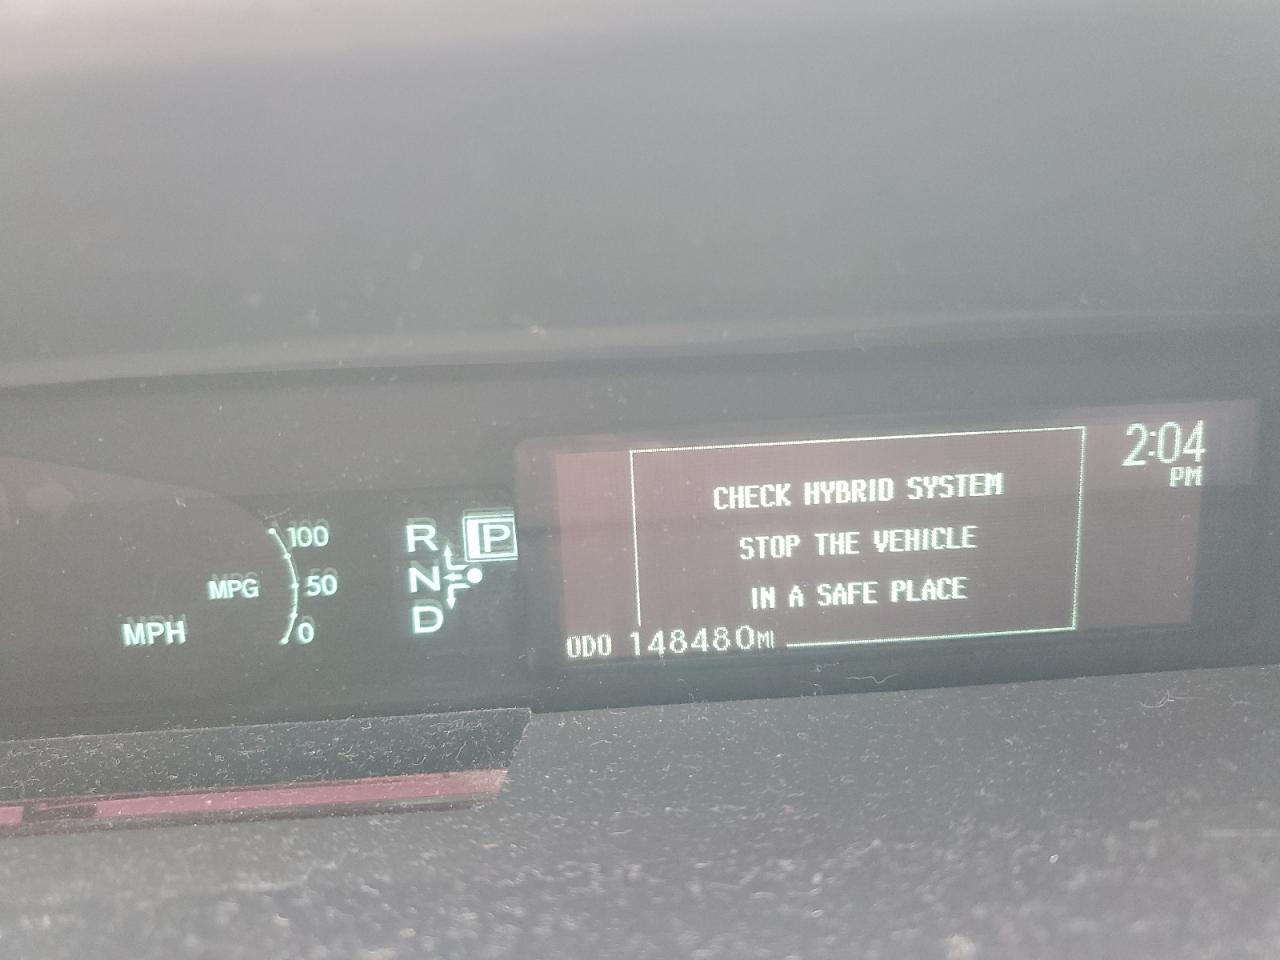 100
MPG 50
MPH 0
R P
N
D
CHECK HYBRID SYSTEM
STOP THE VEHICLE
IN A SAFE PLACE
ODO 148480MI
2:04
PM